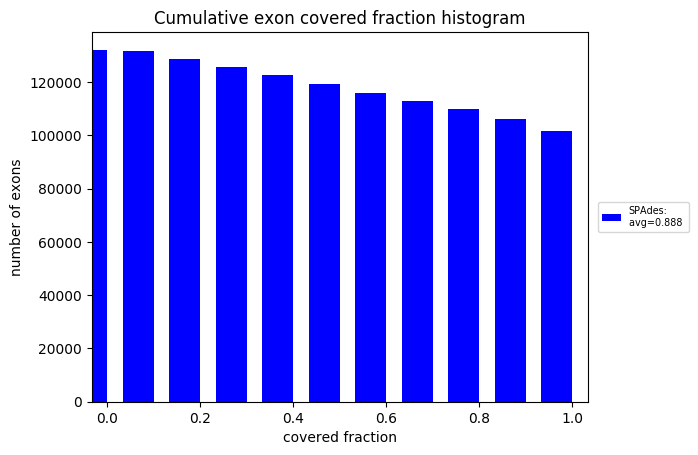 Cumulative exon covered fraction histogram
number of exons
120000
100000
80000
60000
40000
20000
0
0.0 0.2 0.4 0.6 0.8 1.0
covered fraction
SPAdes:
avg=0.888